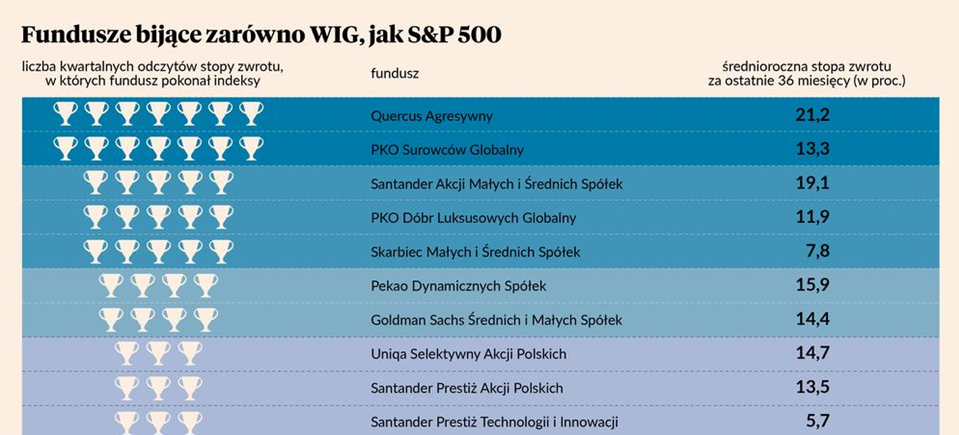 Fundusze bijące zarówno WIG, jak S&P 500
liczba kwartalnych odczytów stopy zwrotu,
w których fundusz pokonał indeksy
fundusz
średnioroczna stopa zwrotu
za ostatnie 36 miesięcy (w proc.)
Quercus Agresywny 21,2
PKO Surowców Globalny 13,3
Santander Akcji Małych i Średnich Spółek 19,1
PKO Dóbr Luksusowych Globalny 11,9
Skarbiec Małych i Średnich Spółek 7,8
Pekao Dynamicznych Spółek 15,9
Goldman Sachs Średnich i Małych Spółek 14,4
Uniqa Selektywny Akcji Polskich 14,7
Santander Prestiż Akcji Polskich 13,5
Santander Prestiż Technologii i Innowacji 5,7